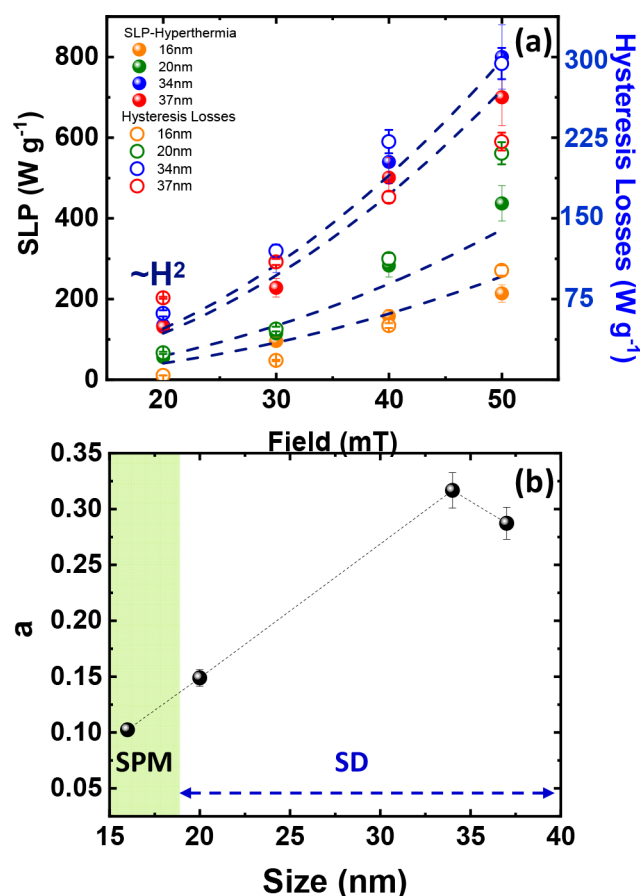 (a)
SLP-Hyperthermia
16nm
20nm
34nm
37nm
Hysteresis Losses
16nm
20nm
34nm
37nm
~H²
800
600
400
200
0
SLP (W g⁻¹)
300
225
150
75
Hysteresis Losses (W g⁻¹)
20 30 40 50
Field (mT)
(b)
0.35
0.30
0.25
0.20
0.15
0.10
0.05
a
SPM
SD
15 20 25 30 35 40
Size (nm)